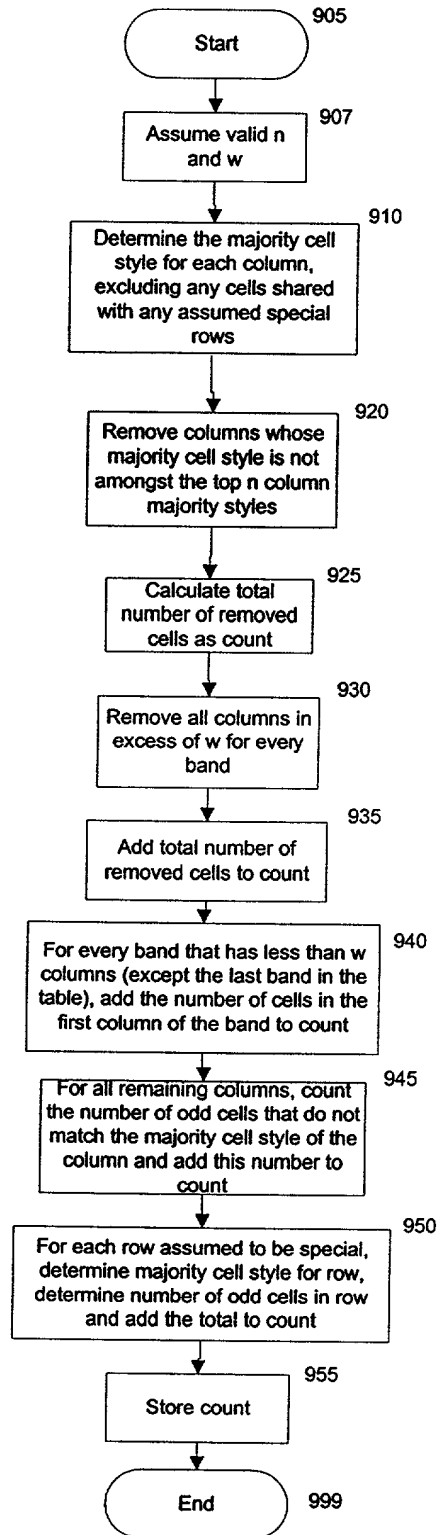 905
Start
907
Assume valid n
and w
910
Determine the majority cell
style for each column,
excluding any cells shared
with any assumed special
rows
920
Remove columns whose
majority cell style is not
amongst the top n column
majority styles
925
Calculate total
number of removed
cells as count
930
Remove all columns in
excess of w for every
band
935
Add total number of
removed cells to count
940
For every band that has less than w
columns (except the last band in the
table), add the number of cells in the
first column of the band to count
945
For all remaining columns, count
the number of odd cells that do not
match the majority cell style of the
column and add this number to
count
950
For each row assumed to be special,
determine majority cell style for row,
determine number of odd cells in row
and add the total to count
955
Store count
End
999